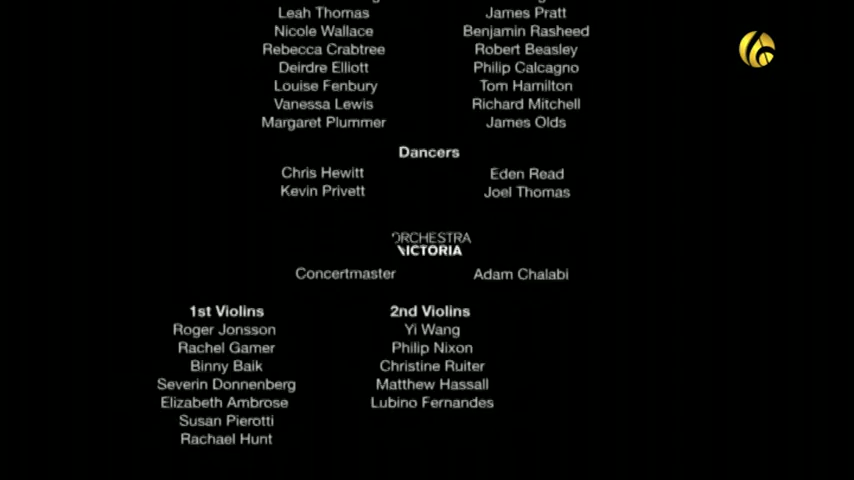 Leah Thomas James Pratt
Nicole Wallace Benjamin Rasheed
Rebecca Crabtree Robert Beasley
Deirdre Elliott Philip Calcagno
Louise Fenbury Tom Hamilton
Vanessa Lewis Richard Mitchell
Margaret Plummer James Olds
Dancers
Chris Hewitt Eden Read
Kevin Privett Joel Thomas
ORCHESTRA
VICTORIA
Concertmaster Adam Chalabi
1st Violins 2nd Violins
Roger Jonsson Yi Wang
Rachel Gamer Philip Nixon
Binny Baik Christine Ruiter
Severin Donnenberg Matthew Hassall
Elizabeth Ambrose Lubino Fernandes
Susan Pierotti
Rachael Hunt